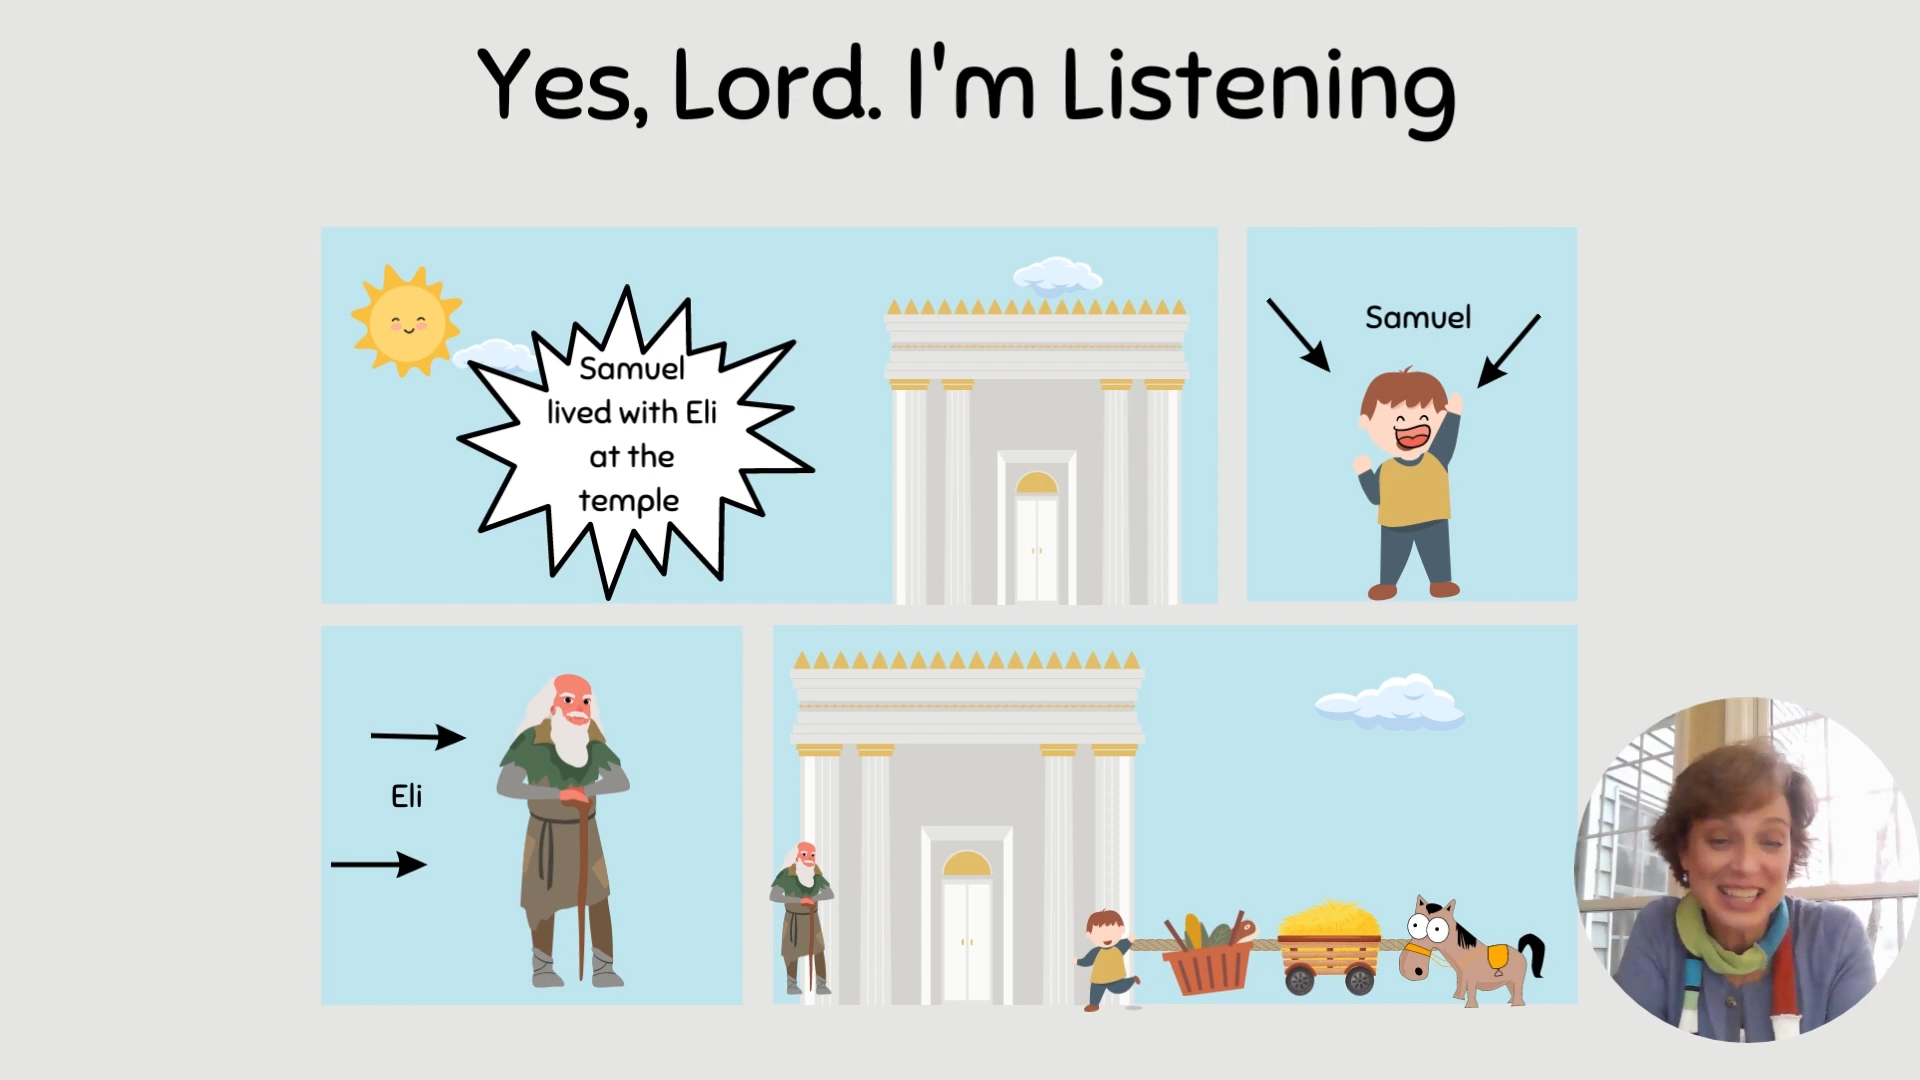 Yes, Lord. I'm Listening
Samuel
lived with Eli
at the
temple
Samuel
Eli